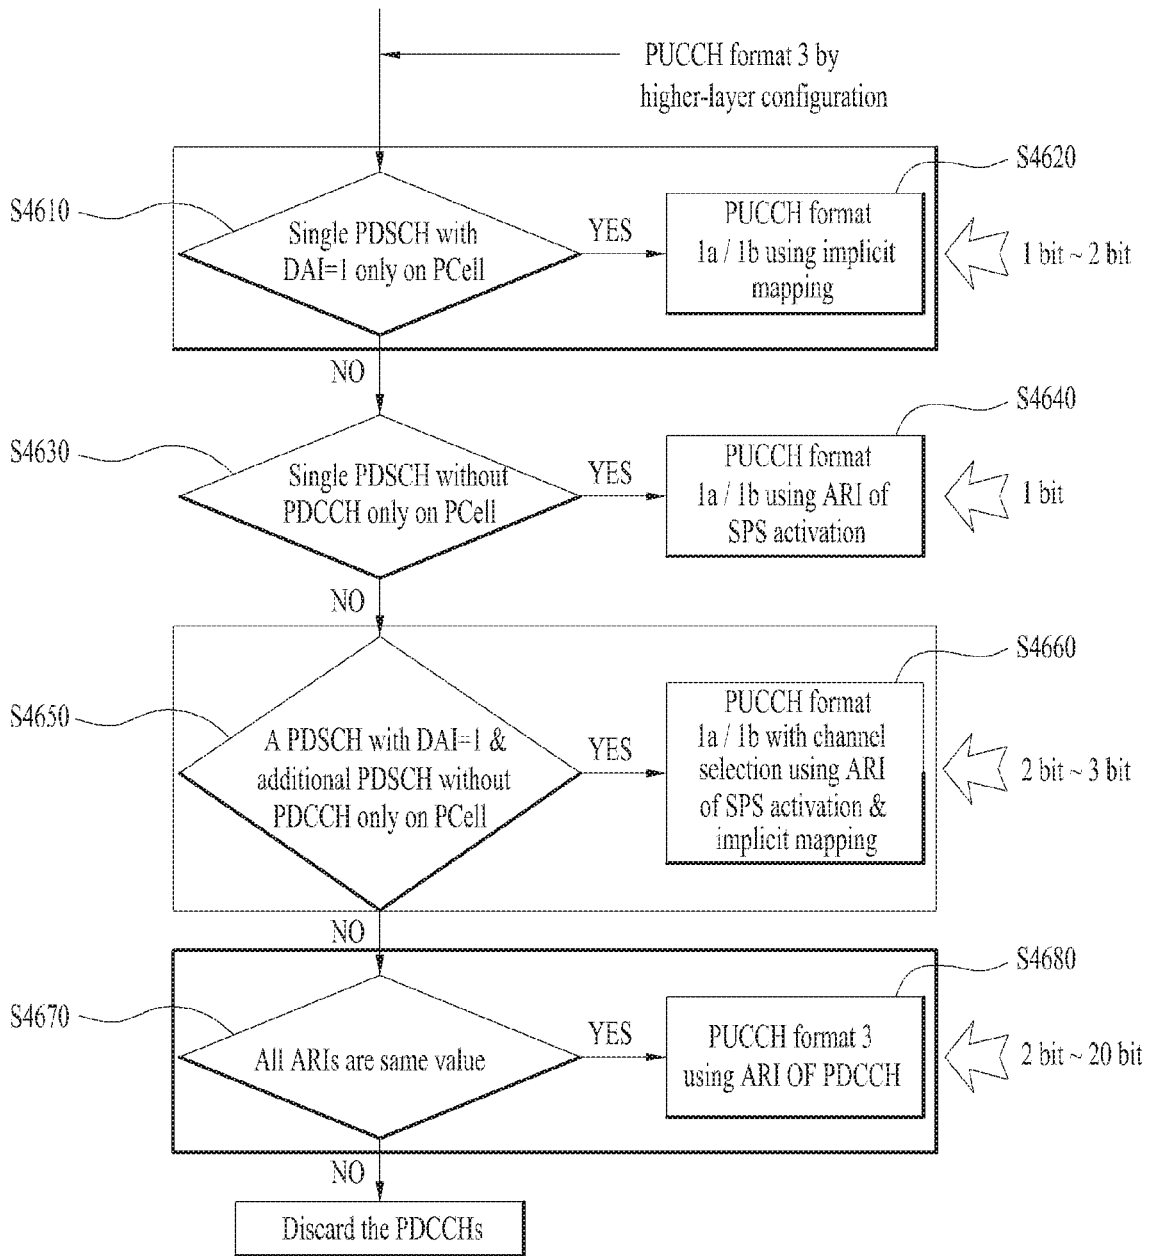 PUCCH format 3 by
higher-layer configuration
S4610
Single PDSCH with
DAI=1 only on PCell
YES
S4620
PUCCH format
1a / 1b using implicit
mapping
1 bit ~ 2 bit
NO
S4630
Single PDSCH without
PDCCH only on PCell
YES
S4640
PUCCH format
1a / 1b using ARI of
SPS activation
1 bit
NO
S4650
A PDSCH with DAI=1 &
additional PDSCH without
PDCCH only on PCell
YES
S4660
PUCCH format
1a / 1b with channel
selection using ARI
of SPS activation &
implicit mapping
2 bit ~ 3 bit
NO
S4670
All ARIs are same value
YES
S4680
PUCCH format 3
using ARI OF PDCCH
2 bit ~ 20 bit
NO
Discard the PDCCHs